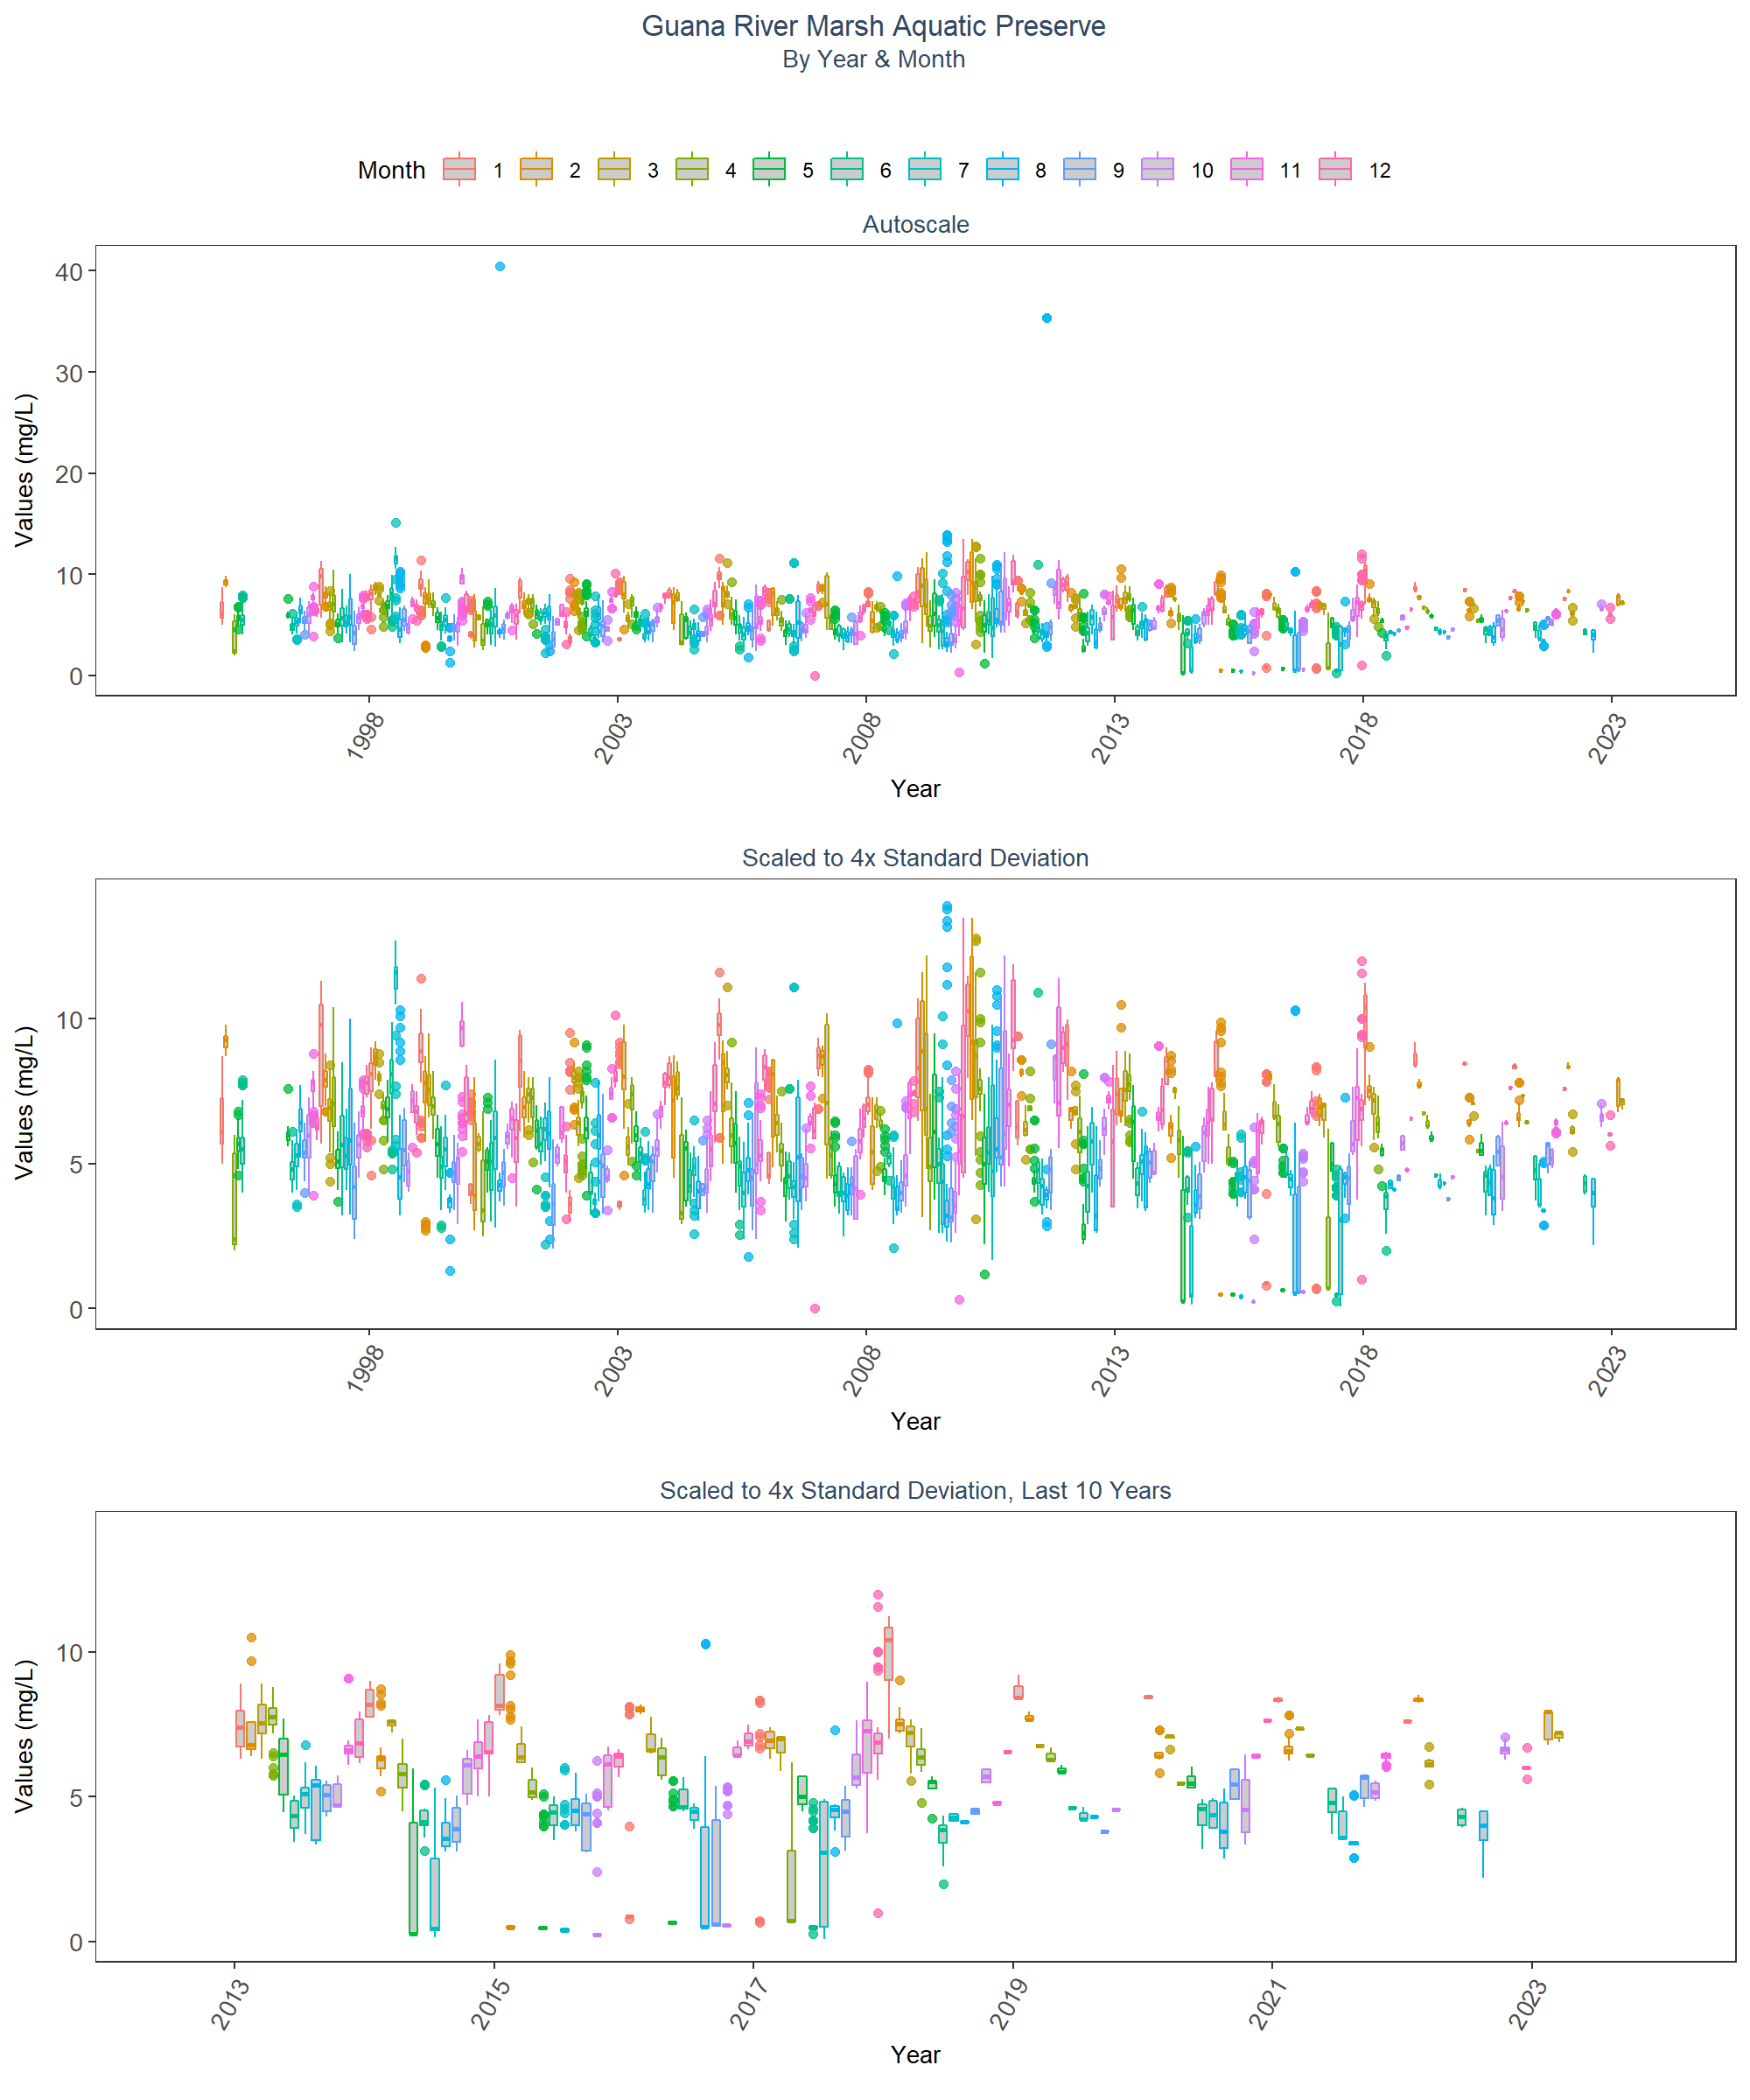 Guana River Marsh Aquatic Preserve
By Year & Month
Month 1 2 3 4 5 6 7 8 9 10 11 12
Autoscale
Values (mg/L)
40
30
20
10
0
1998 2003 2008 2013 2018 2023
Year
Scaled to 4x Standard Deviation
Values (mg/L)
10
5
0
1998 2003 2008 2013 2018 2023
Year
Scaled to 4x Standard Deviation, Last 10 Years
Values (mg/L)
10
5
0
2013 2015 2017 2019 2021 2023
Year